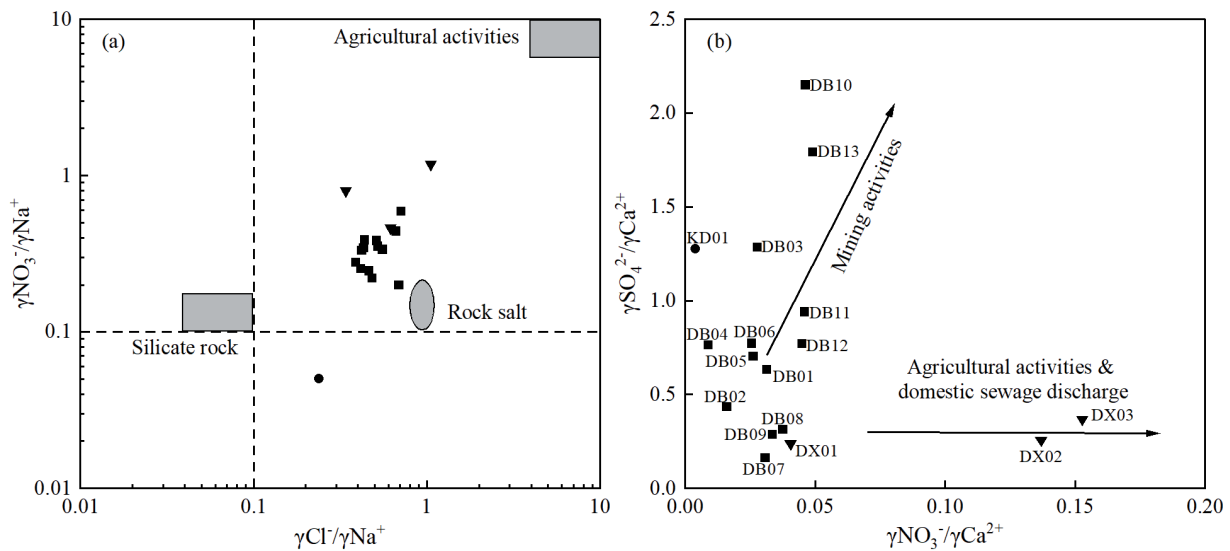 (a)
Agricultural activities
Rock salt
Silicate rock
10
1
0.1
0.01
0.01
0.1
1
10
γNO₃⁻/γNa⁺
γCl⁻/γNa⁺
(b)
DB10
DB13
KD01
DB03
DB11
DB04
DB06
DB12
DB05
DB01
DB02
DB08
DB09
DX01
DB07
Mining activities
Agricultural activities &
domestic sewage discharge
DX03
DX02
2.5
2.0
1.5
1.0
0.5
0.0
0.00
0.05
0.10
0.15
0.20
γSO₄²⁻/γCa²⁺
γNO₃⁻/γCa²⁺